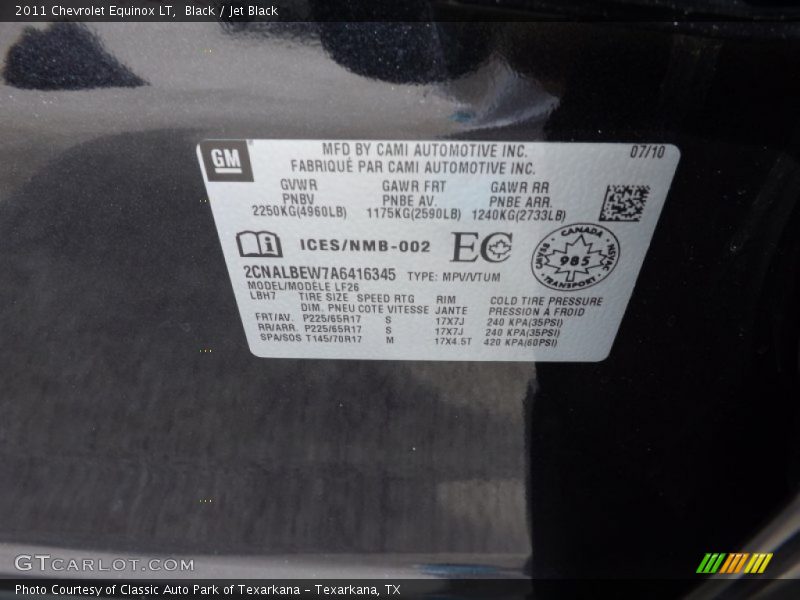 2011 Chevrolet Equinox LT,  Black / Jet Black
GM
MFD BY CAMI AUTOMOTIVE INC.
07/10
FABRIQUÉ PAR CAMI AUTOMOTIVE INC.
GVWR GAWR FRT GAWR RR
PNBV PNBE AV. PNBE ARR.
2250KG(4960LB) 1175KG(2590LB) 1240KG(2733LB)
i ICES/NMB-002 EC
CANADA
985
TRANSPORT
2CNALBEW7A6416345 TYPE: MPV/VTUM
MODEL/MODÈLE LF26
LBH7 TIRE SIZE SPEED RTG RIM COLD TIRE PRESSURE
DIM. PNEU COTE VITESSE JANTE PRESSION A FROID
FRT/AV. P225/65R17 S 17X7J 240 KPA(35PSI)
RR/ARR. P225/65R17 S 17X7J 240 KPA(35PSI)
SPA/SOS T145/70R17 M 17X4.5T 420 KPA(60PSI)
GTCARLOT.COM
Photo Courtesy of Classic Auto Park of Texarkana – Texarkana, TX